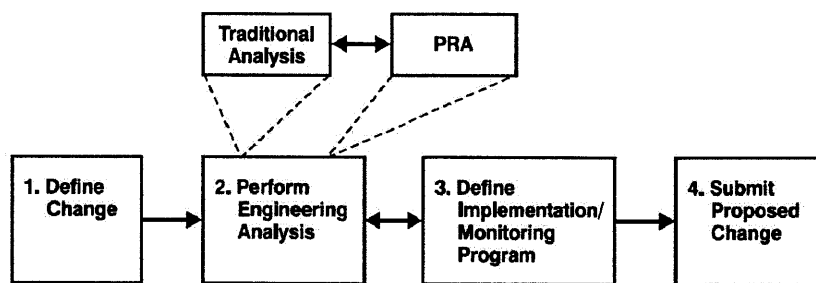 Traditional
Analysis
PRA
1. Define
Change
2. Perform
Engineering
Analysis
3. Define
Implementation/
Monitoring
Program
4. Submit
Proposed
Change